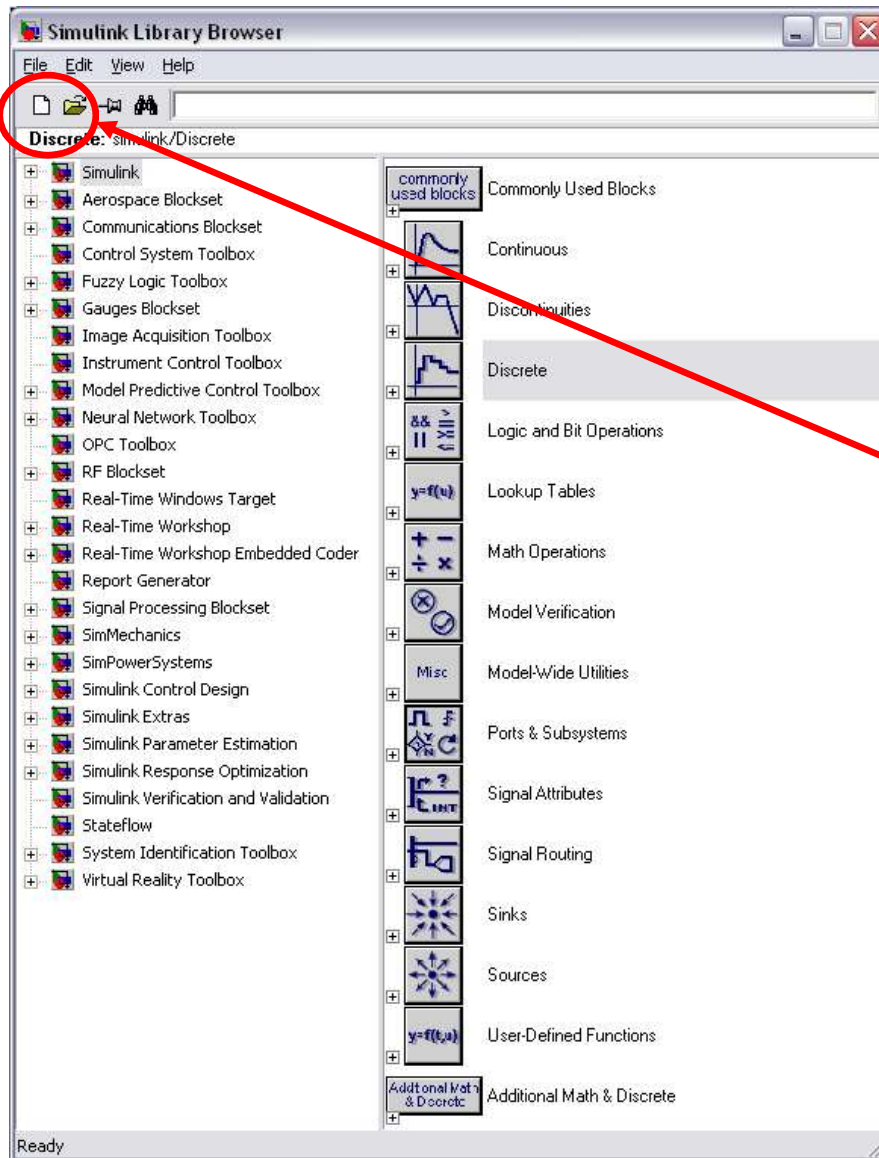 Simulink Library Browser
File Edit View Help
Discrete: simulink/Discrete
Simulink
Aerospace Blockset
Communications Blockset
Control System Toolbox
Fuzzy Logic Toolbox
Gauges Blockset
Image Acquisition Toolbox
Instrument Control Toolbox
Model Predictive Control Toolbox
Neural Network Toolbox
OPC Toolbox
RF Blockset
Real-Time Windows Target
Real-Time Workshop
Real-Time Workshop Embedded Coder
Report Generator
Signal Processing Blockset
SimMechanics
SimPowerSystems
Simulink Control Design
Simulink Extras
Simulink Parameter Estimation
Simulink Response Optimization
Simulink Verification and Validation
Stateflow
System Identification Toolbox
Virtual Reality Toolbox
commonly
used blocks
Commonly Used Blocks
Continuous
Discontinuities
Discrete
Logic and Bit Operations
y=f(u)
Lookup Tables
Math Operations
Model Verification
Misc
Model-Wide Utilities
Ports & Subsystems
Signal Attributes
Signal Routing
Sinks
Sources
y=f(t,u)
User-Defined Functions
Additional Math
& Discrete
Additional Math & Discrete
Ready